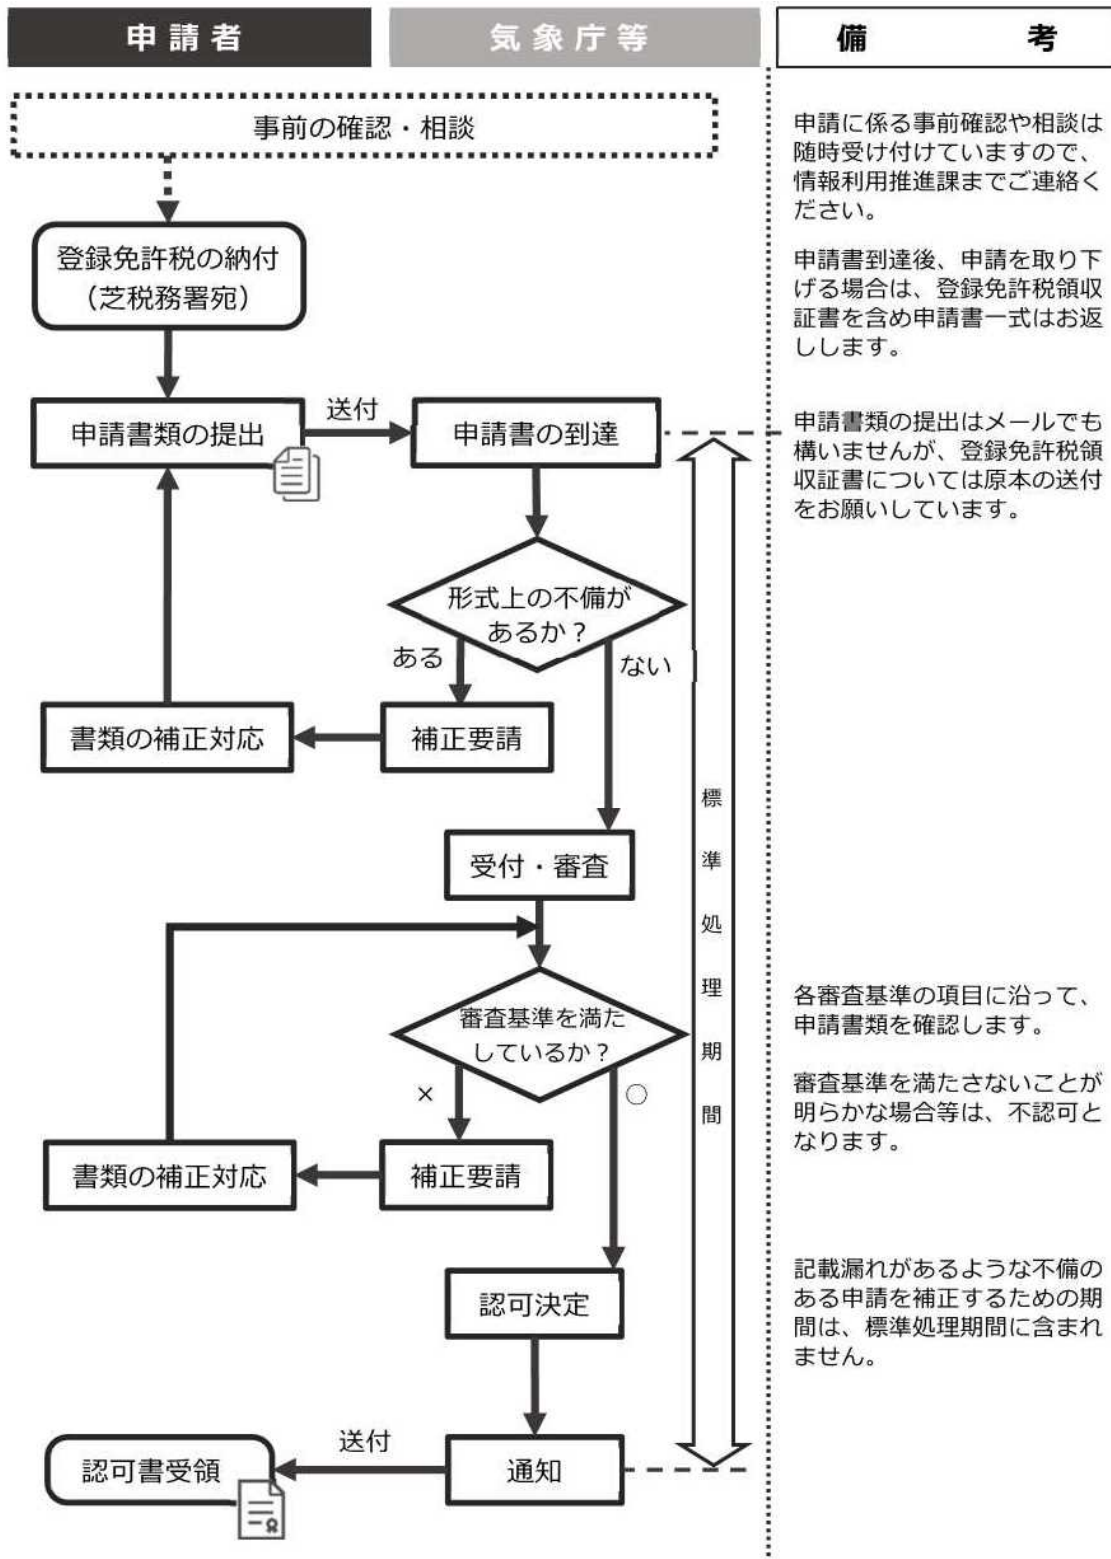 申請者
気象庁等
備考
事前の確認・相談
申請に係る事前確認や相談は
随時受け付けていますので、
情報利用推進課までご連絡く
ださい。
登録免許税の納付
（芝税務署宛）
申請書到達後、申請を取り下
げる場合は、登録免許税領収
証書を含め申請書一式はお返
しします。
申請書類の提出
送付
申請書の到達
申請書類の提出はメールでも
構いませんが、登録免許税領
収証書については原本の送付
をお願いしています。
形式上の不備が
あるか？
ある
ない
書類の補正対応
補正要請
標準処理期間
受付・審査
審査基準を満た
しているか？
各審査基準の項目に沿って、
申請書類を確認します。
×
○
審査基準を満たさないことが
明らかな場合等は、不認可と
なります。
書類の補正対応
補正要請
認可決定
記載漏れがあるような不備の
ある申請を補正するための期
間は、標準処理期間に含まれ
ません。
認可書受領
送付
通知